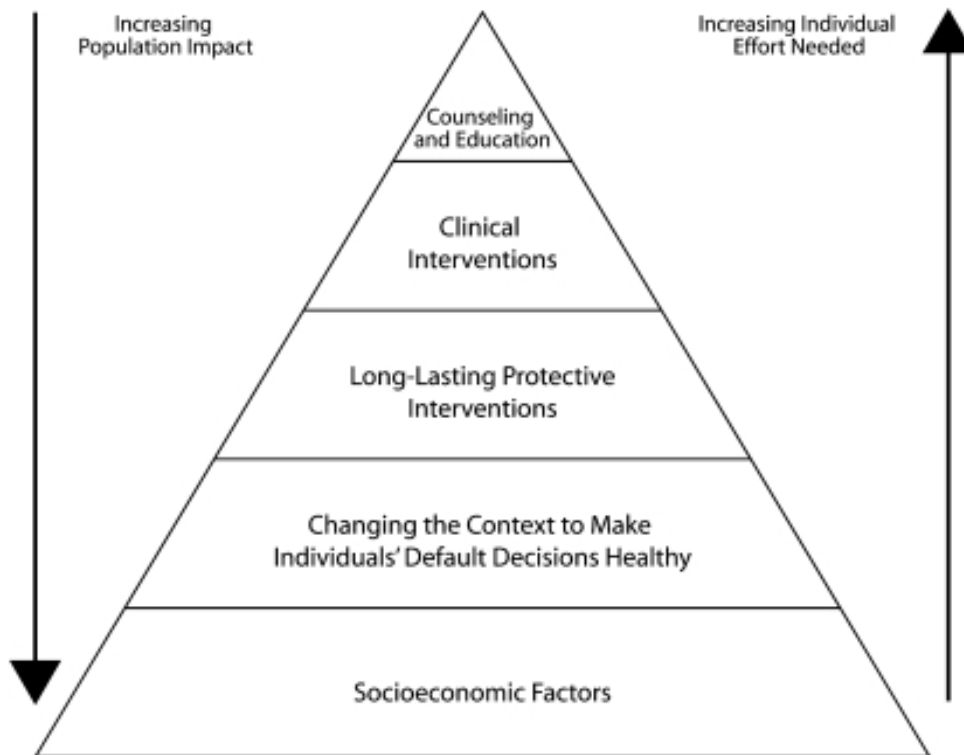 Increasing
Population Impact
Increasing Individual
Effort Needed
Counseling
and Education
Clinical
Interventions
Long-Lasting Protective
Interventions
Changing the Context to Make
Individuals’ Default Decisions Healthy
Socioeconomic Factors